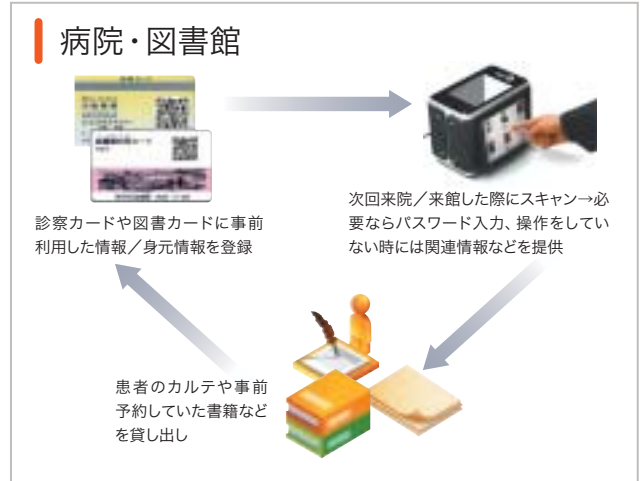 病院・図書館
診察カードや図書カードに事前
利用した情報／身元情報を登録
次回来院／来館した際にスキャン→必
要ならパスワード入力、操作をしてい
ない時には関連情報などを提供
患者のカルテや事前
予約していた書籍など
を貸し出し